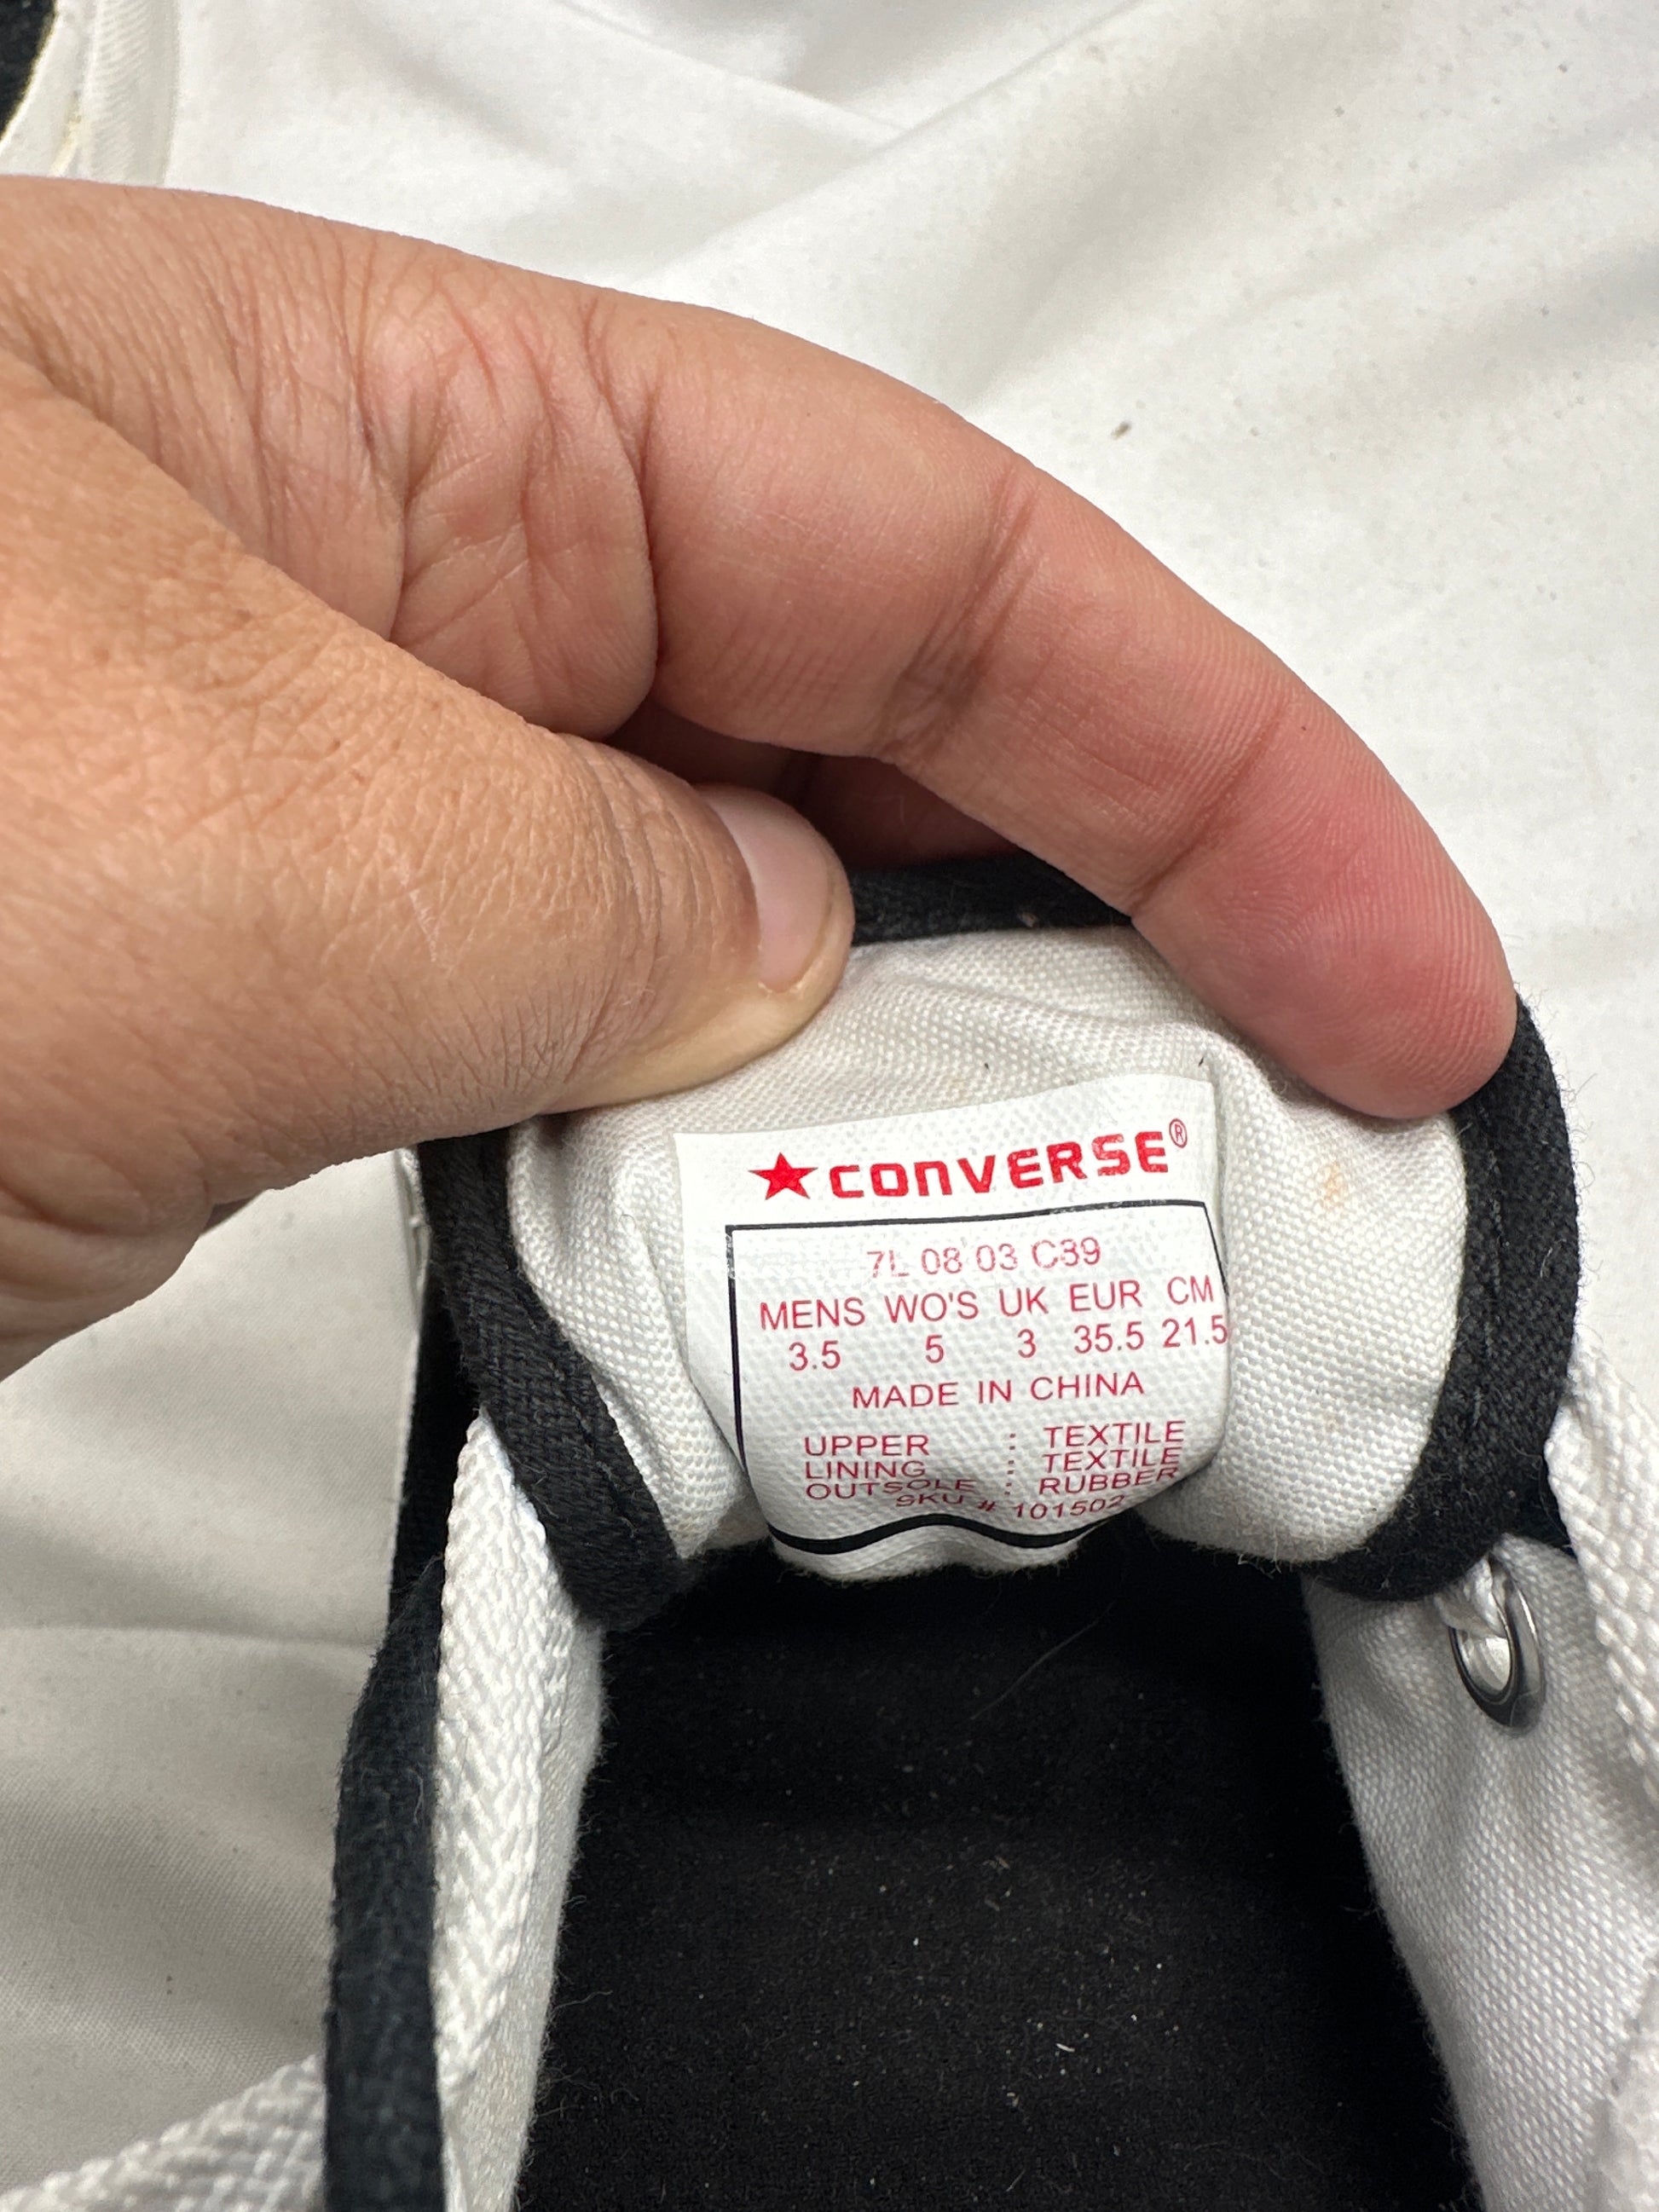 ★CONVERSE®
7L 08 03 C39
MENS WO'S UK EUR CM
3.5 5 3 35.5 21.5
MADE IN CHINA
UPPER : TEXTILE
LINING : TEXTILE
OUTSOLE : RUBBER
SKU # 101502